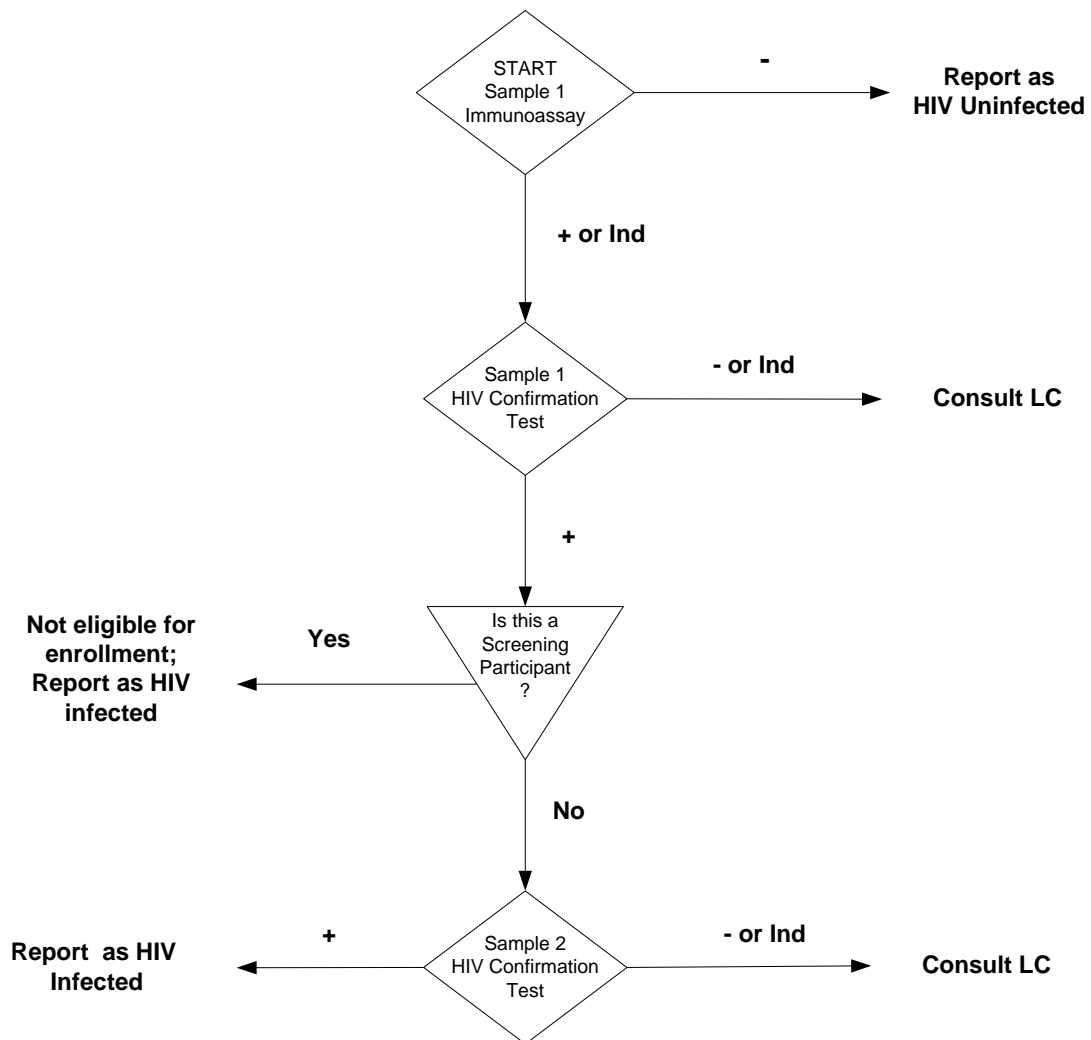 START
Sample 1
Immunoassay
-
Report as
HIV Uninfected
+ or Ind
Sample 1
HIV Confirmation
Test
- or Ind
Consult LC
+
Is this a
Screening
Participant
?
Yes
Not eligible for
enrollment;
Report as HIV
infected
No
Sample 2
HIV Confirmation
Test
+
Report as HIV
Infected
- or Ind
Consult LC